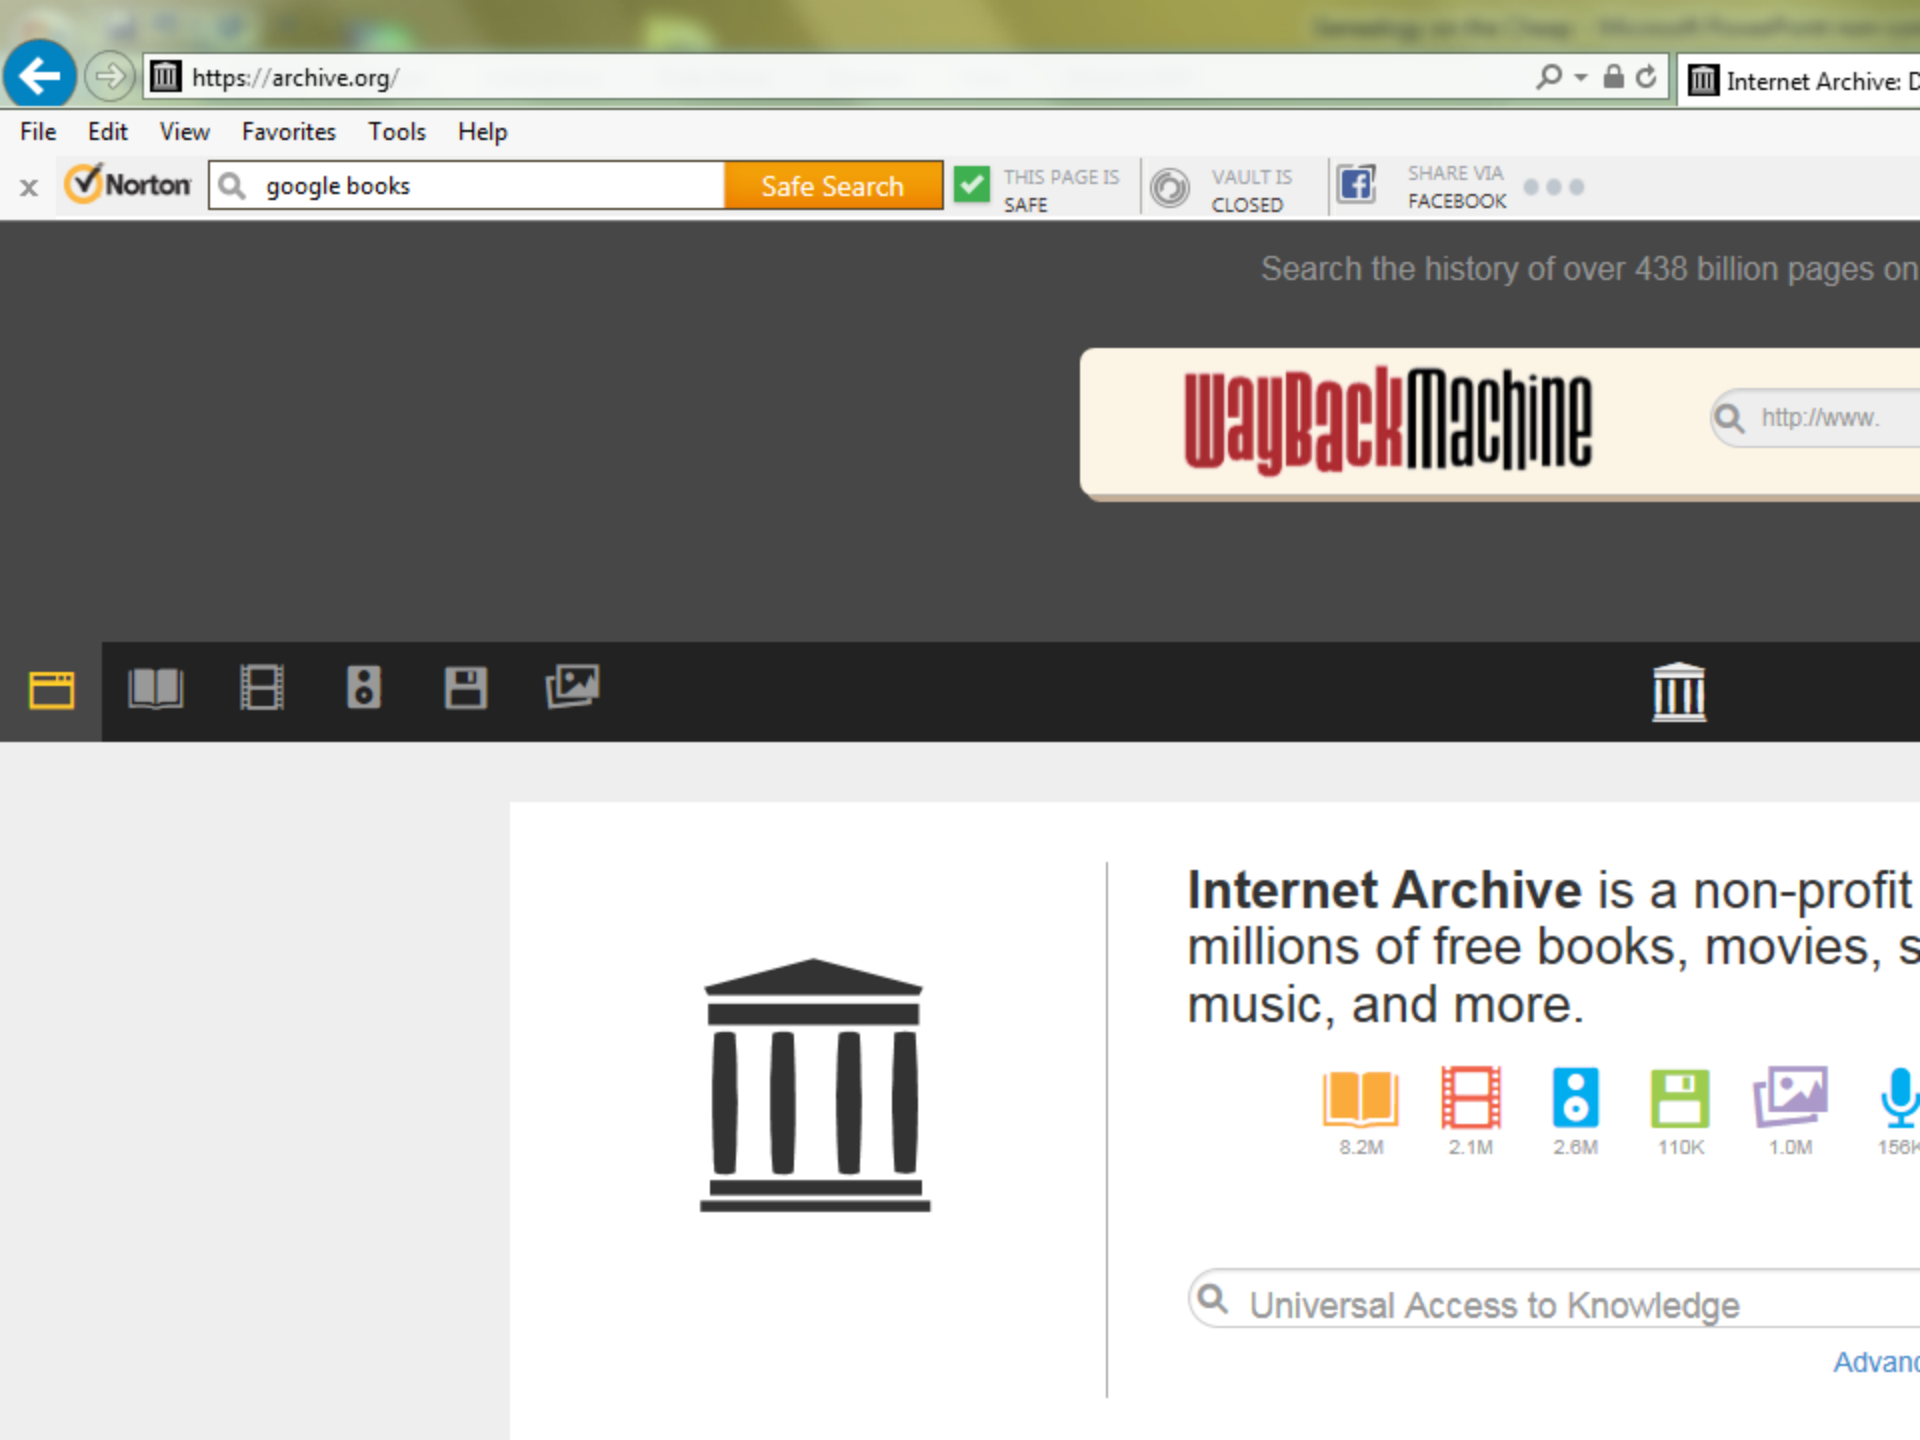 https://archive.org/
Internet Archive: D
File Edit View Favorites Tools Help
x Norton google books Safe Search THIS PAGE IS SAFE VAULT IS CLOSED SHARE VIA FACEBOOK
Search the history of over 438 billion pages on
WayBackMachine http://www.
Internet Archive is a non-profit
millions of free books, movies, s
music, and more.
8.2M 2.1M 2.6M 110K 1.0M 156K
Universal Access to Knowledge
Advanc